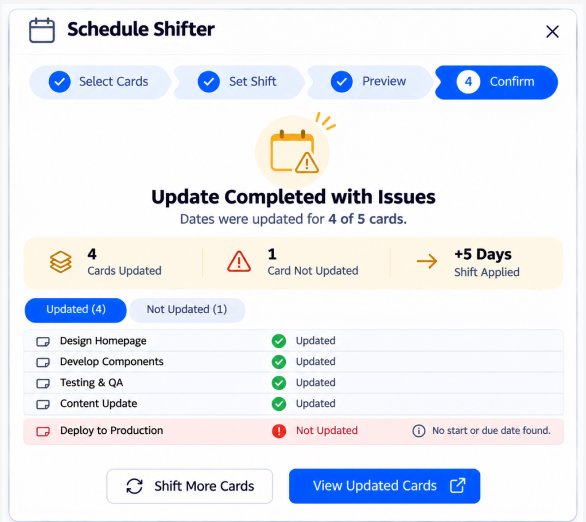 Schedule Shifter
Select Cards
Set Shift
Preview
4 Confirm
Update Completed with Issues
Dates were updated for 4 of 5 cards.
4
Cards Updated
1
Card Not Updated
+5 Days
Shift Applied
Updated (4)
Not Updated (1)
Design Homepage Updated
Develop Components Updated
Testing & QA Updated
Content Update Updated
Deploy to Production Not Updated No start or due date found.
Shift More Cards
View Updated Cards